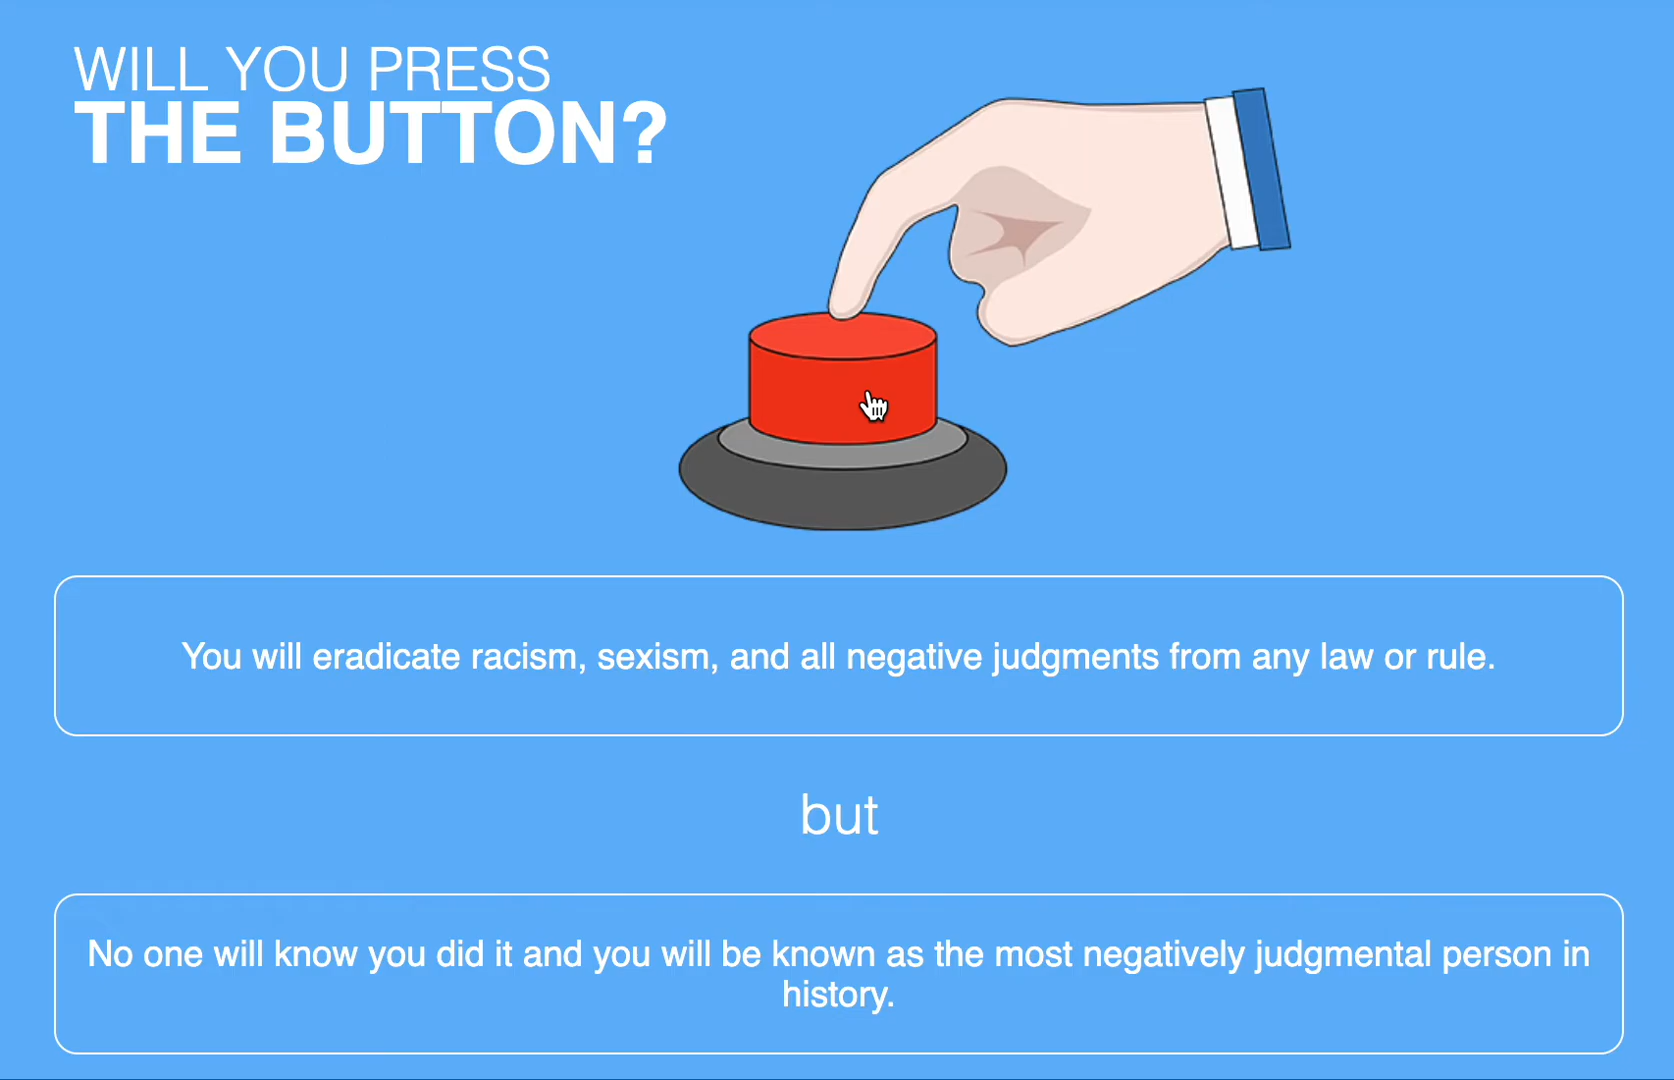 WILL YOU PRESS
THE BUTTON?
You will eradicate racism, sexism, and all negative judgments from any law or rule.
but
No one will know you did it and you will be known as the most negatively judgmental person in
history.